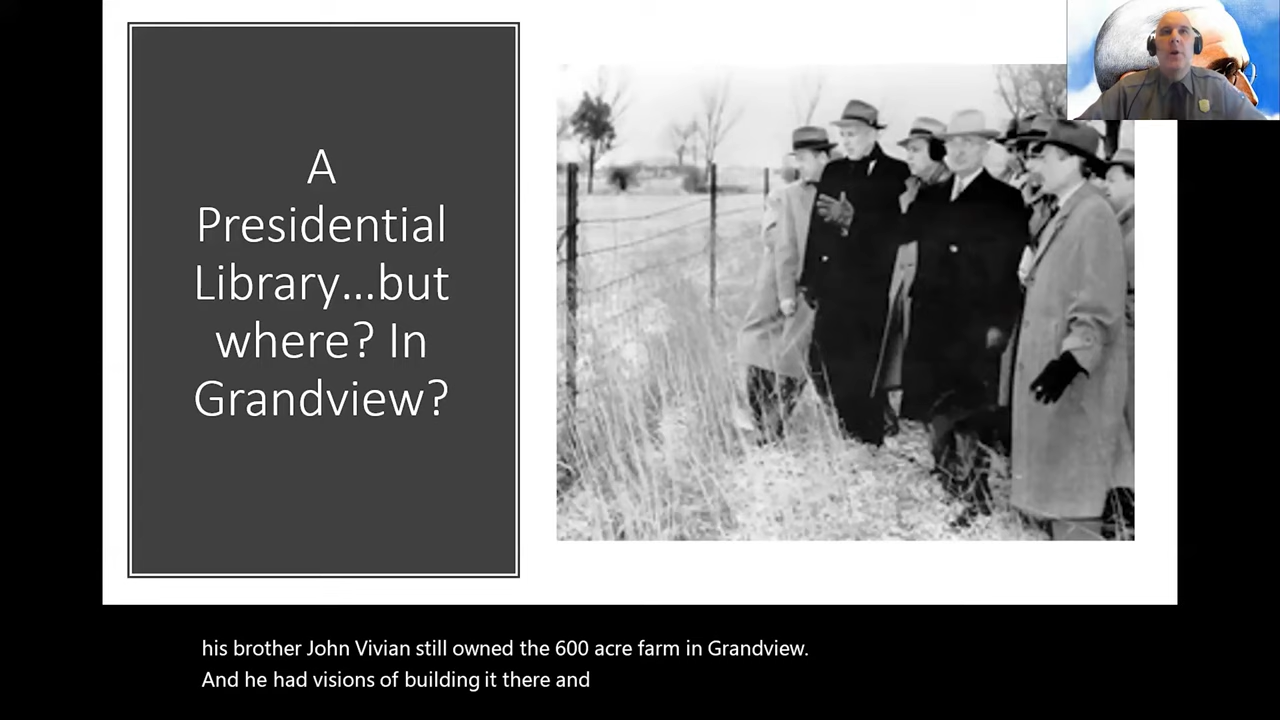 A
Presidential
Library...but
where? In
Grandview?
his brother John Vivian still owned the 600 acre farm in Grandview.
And he had visions of building it there and